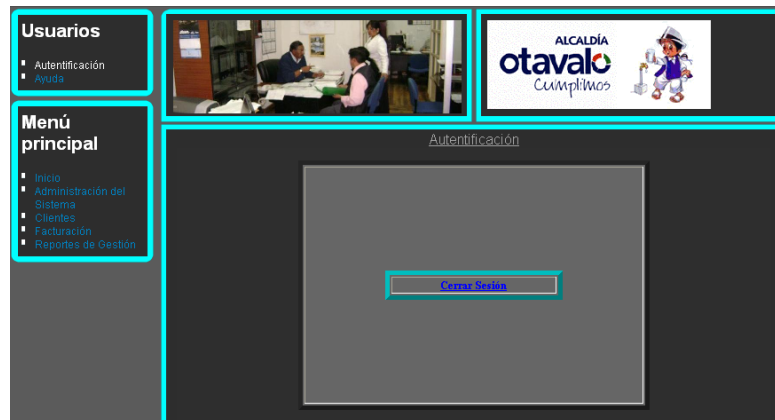 Usuarios
Autentificación
Ayuda
Menú
principal
Inicio
Administración del
Sistema
Clientes
Facturación
Reportes de Gestión
ALCALDÍA
otavalo
Cumplimos
Autentificación
Cerrar Sesión